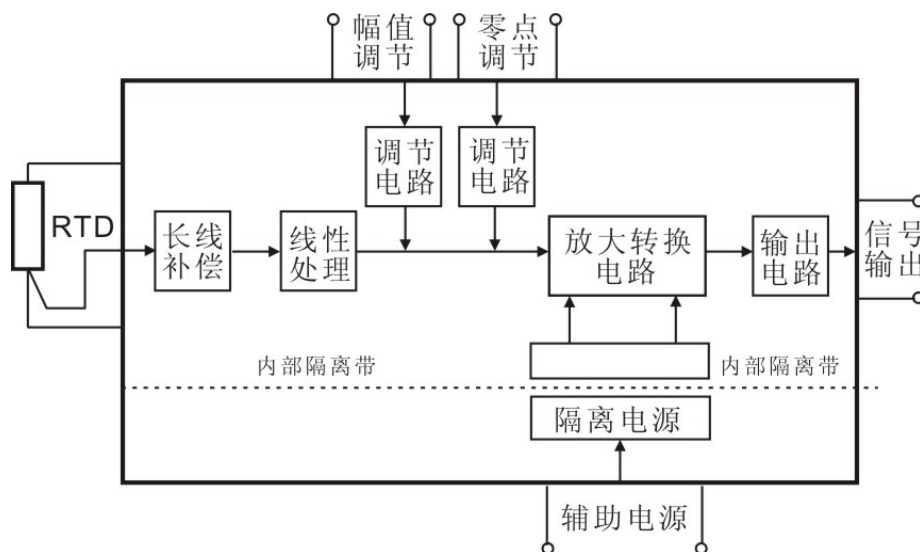 幅值
调节
零点
调节
调节
电路
调节
电路
RTD
长线
补偿
线性
处理
放大转换
电路
输出
电路
信号
输出
内部隔离带
内部隔离带
隔离电源
辅助电源